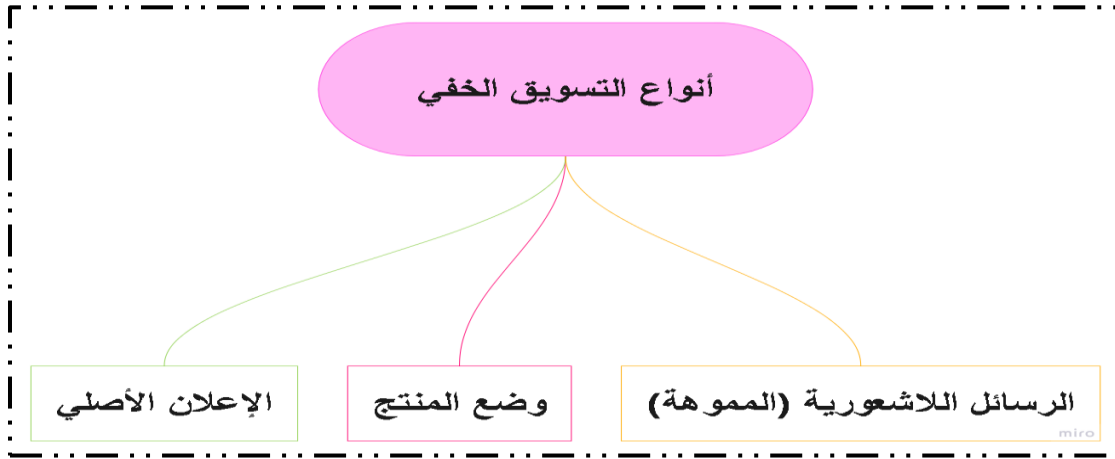 أنواع التسويق الخفي
الرسائل اللاشعورية (المموهة)
وضع المنتج
الإعلان الأصلي
miro